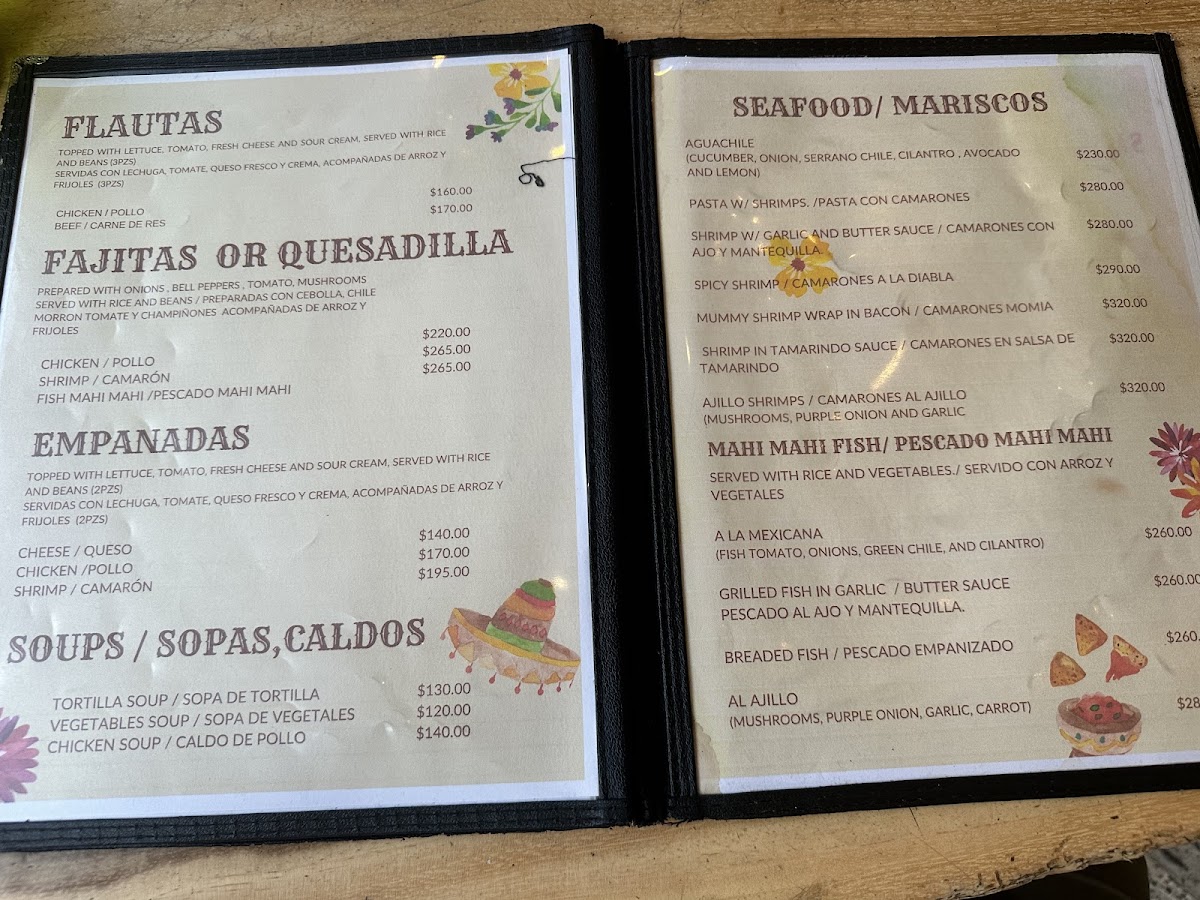 FLAUTAS
TOPPED WITH LETTUCE, TOMATO, FRESH CHEESE AND SOUR CREAM, SERVED WITH RICE
AND BEANS (3PZS)
SERVIDAS CON LECHUGA, TOMATE, QUESO FRESCO Y CREMA, ACOMPAÑADAS DE ARROZ Y
FRIJOLES (3PZS)
CHICKEN / POLLO $160.00
BEEF / CARNE DE RES $170.00
FAJITAS OR QUESADILLA
PREPARED WITH ONIONS , BELL PEPPERS , TOMATO, MUSHROOMS
SERVED WITH RICE AND BEANS / PREPARADAS CON CEBOLLA, CHILE
MORRON TOMATE Y CHAMPIÑONES ACOMPAÑADAS DE ARROZ Y
FRIJOLES
CHICKEN / POLLO $220.00
SHRIMP / CAMARÓN $265.00
FISH MAHI MAHI /PESCADO MAHI MAHI $265.00
EMPANADAS
TOPPED WITH LETTUCE, TOMATO, FRESH CHEESE AND SOUR CREAM, SERVED WITH RICE
AND BEANS (2PZS)
SERVIDAS CON LECHUGA, TOMATE, QUESO FRESCO Y CREMA, ACOMPAÑADAS DE ARROZ Y
FRIJOLES (2PZS)
CHEESE / QUESO $140.00
CHICKEN /POLLO $170.00
SHRIMP / CAMARÓN $195.00
SOUPS / SOPAS,CALDOS
TORTILLA SOUP / SOPA DE TORTILLA $130.00
VEGETABLES SOUP / SOPA DE VEGETALES $120.00
CHICKEN SOUP / CALDO DE POLLO $140.00
SEAFOOD/ MARISCOS
AGUACHILE
(CUCUMBER, ONION, SERRANO CHILE, CILANTRO , AVOCADO $230.00
AND LEMON)
PASTA W/ SHRIMPS. /PASTA CON CAMARONES $280.00
SHRIMP W/ GARLIC AND BUTTER SAUCE / CAMARONES CON $280.00
AJO Y MANTEQUILLA.
SPICY SHRIMP / CAMARONES A LA DIABLA $290.00
MUMMY SHRIMP WRAP IN BACON / CAMARONES MOMIA $320.00
SHRIMP IN TAMARINDO SAUCE / CAMARONES EN SALSA DE $320.00
TAMARINDO
AJILLO SHRIMPS / CAMARONES AL AJILLO $320.00
(MUSHROOMS, PURPLE ONION AND GARLIC
MAHI MAHI FISH/ PESCADO MAHI MAHI
SERVED WITH RICE AND VEGETABLES./ SERVIDO CON ARROZ Y
VEGETALES
A LA MEXICANA $260.00
(FISH TOMATO, ONIONS, GREEN CHILE, AND CILANTRO)
GRILLED FISH IN GARLIC / BUTTER SAUCE $260.00
PESCADO AL AJO Y MANTEQUILLA.
BREADED FISH / PESCADO EMPANIZADO $260.
AL AJILLO $28
(MUSHROOMS, PURPLE ONION, GARLIC, CARROT)